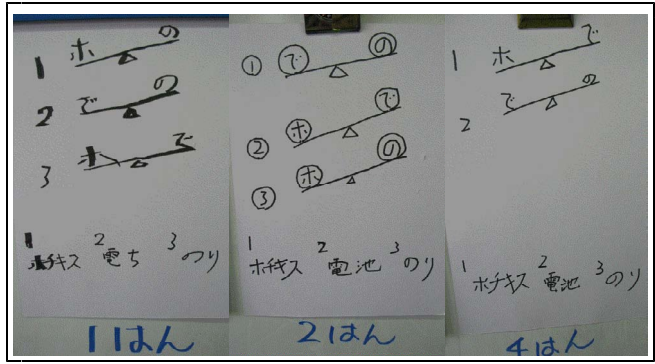 1 ホ の
2 で の
3 ホ で
1 ホチキス 2 電ち 3 のり
11はん
① で の
② ホ で
③ ホ の
1 ホチキス 2 電池 3 のり
2はん
1 ホ で
2 で の
1 ホチキス 2 電池 3 のり
4はん